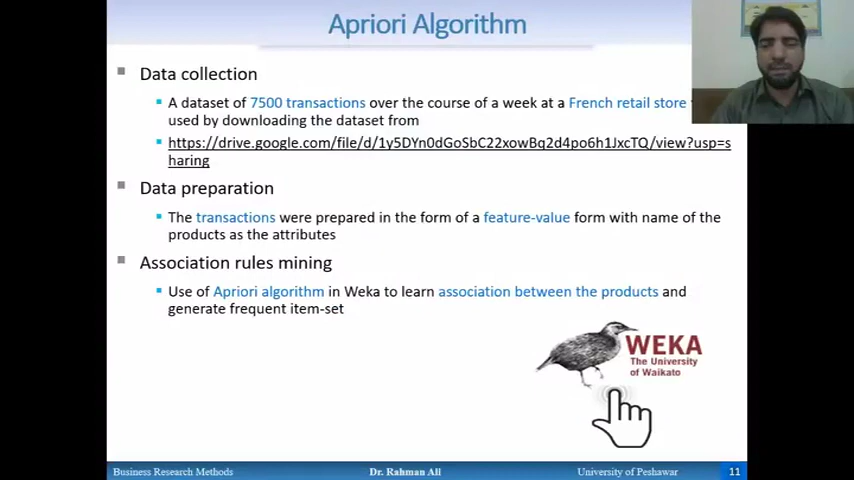 Apriori Algorithm
Data collection
A dataset of 7500 transactions over the course of a week at a French retail store
used by downloading the dataset from
https://drive.google.com/file/d/1y5DYn0dGoSbC22xowBq2d4po6h1JxcTQ/view?usp=s
haring
Data preparation
The transactions were prepared in the form of a feature-value form with name of the
products as the attributes
Association rules mining
Use of Apriori algorithm in Weka to learn association between the products and
generate frequent item-set
WEKA
The University
of Waikato
Business Research Methods
Dr. Rahman Ali
University of Peshawar
11